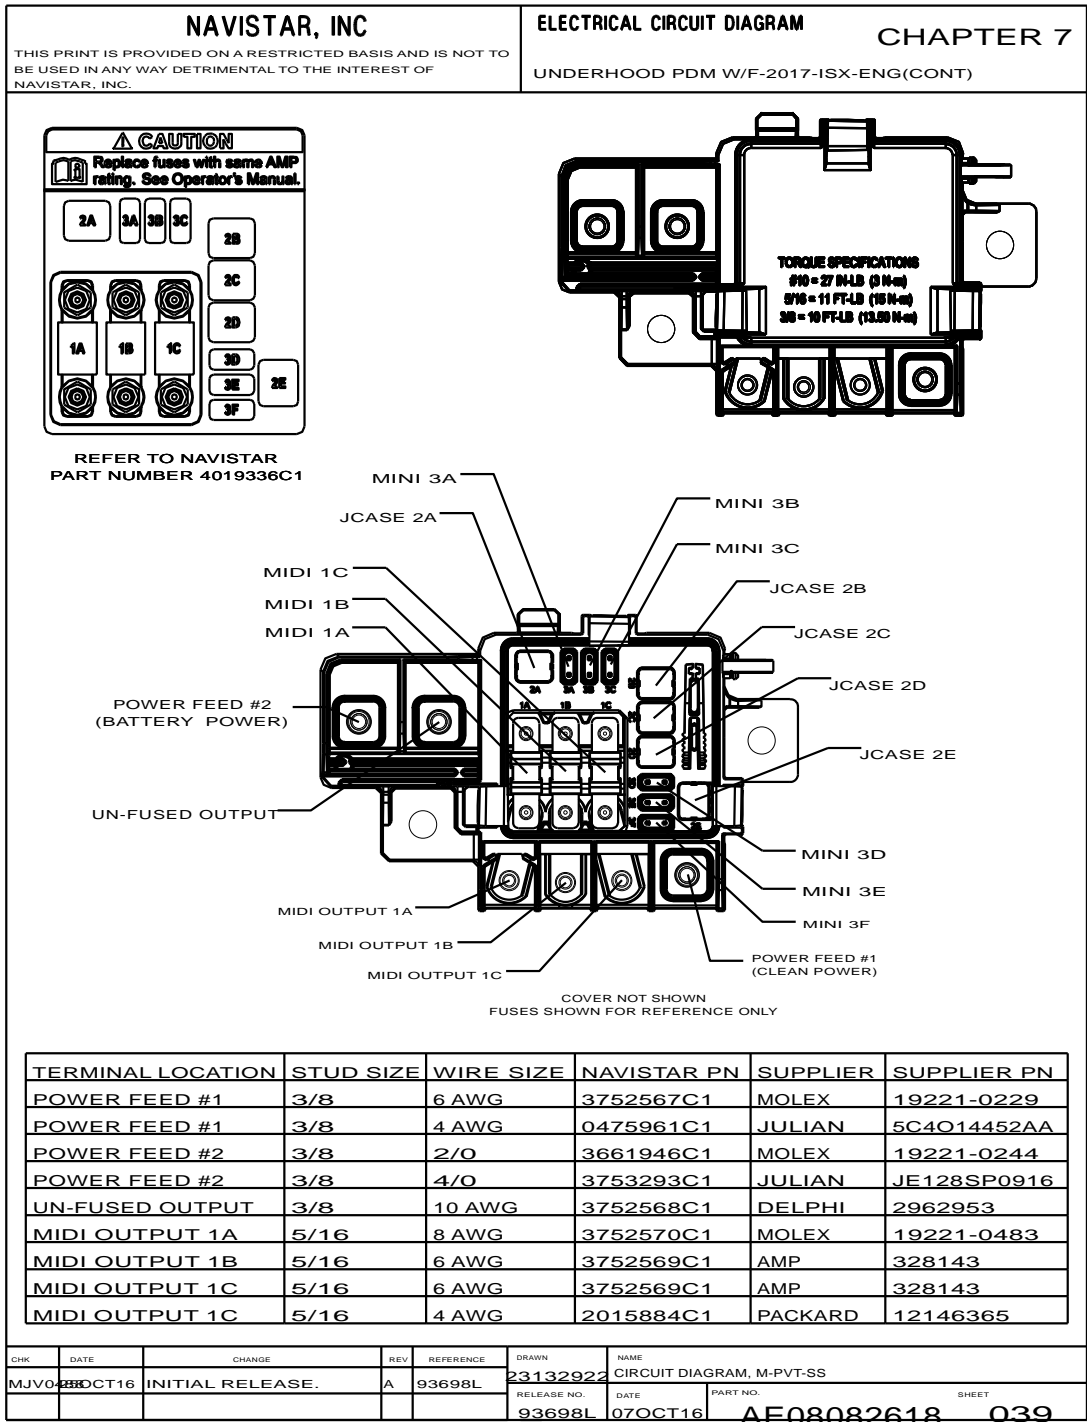 NAVISTAR, INC
THIS PRINT IS PROVIDED ON A RESTRICTED BASIS AND IS NOT TO
BE USED IN ANY WAY DETRIMENTAL TO THE INTEREST OF
NAVISTAR, INC.
ELECTRICAL CIRCUIT DIAGRAM
CHAPTER 7
UNDERHOOD PDM W/F-2017-ISX-ENG(CONT)
⚠ CAUTION
Replace fuses with same AMP
rating. See Operator's Manual.
2A 3A 3B 3C
2B
2C
2D
1A 1B 1C
3D
3E 2E
3F
REFER TO NAVISTAR
PART NUMBER 4019336C1
TORQUE SPECIFICATIONS
#10 = 27 IN-LB (3 N-m)
5/16 = 11 FT-LB (15 N-m)
3/8 = 10 FT-LB (13.50 N-m)
MINI 3A
JCASE 2A
MIDI 1C
MIDI 1B
MIDI 1A
MINI 3B
MINI 3C
JCASE 2B
JCASE 2C
JCASE 2D
JCASE 2E
POWER FEED #2
(BATTERY POWER)
UN-FUSED OUTPUT
2A 3A 3B 3C
1A 1B 1C
MINI 3D
MINI 3E
MINI 3F
MIDI OUTPUT 1A
MIDI OUTPUT 1B
MIDI OUTPUT 1C
POWER FEED #1
(CLEAN POWER)
COVER NOT SHOWN
FUSES SHOWN FOR REFERENCE ONLY
TERMINAL LOCATION STUD SIZE WIRE SIZE NAVISTAR PN SUPPLIER SUPPLIER PN
POWER FEED #1 3/8 6 AWG 3752567C1 MOLEX 19221-0229
POWER FEED #1 3/8 4 AWG 0475961C1 JULIAN 5C4O14452AA
POWER FEED #2 3/8 2/0 3661946C1 MOLEX 19221-0244
POWER FEED #2 3/8 4/0 3753293C1 JULIAN JE128SP0916
UN-FUSED OUTPUT 3/8 10 AWG 3752568C1 DELPHI 2962953
MIDI OUTPUT 1A 5/16 8 AWG 3752570C1 MOLEX 19221-0483
MIDI OUTPUT 1B 5/16 6 AWG 3752569C1 AMP 328143
MIDI OUTPUT 1C 5/16 6 AWG 3752569C1 AMP 328143
MIDI OUTPUT 1C 5/16 4 AWG 2015884C1 PACKARD 12146365
CHK DATE CHANGE REV REFERENCE DRAWN NAME
INITIAL RELEASE. A 93698L 23132922 CIRCUIT DIAGRAM, M-PVT-SS
RELEASE NO. DATE PART NO. SHEET
93698L 07OCT16 AF08082618 039